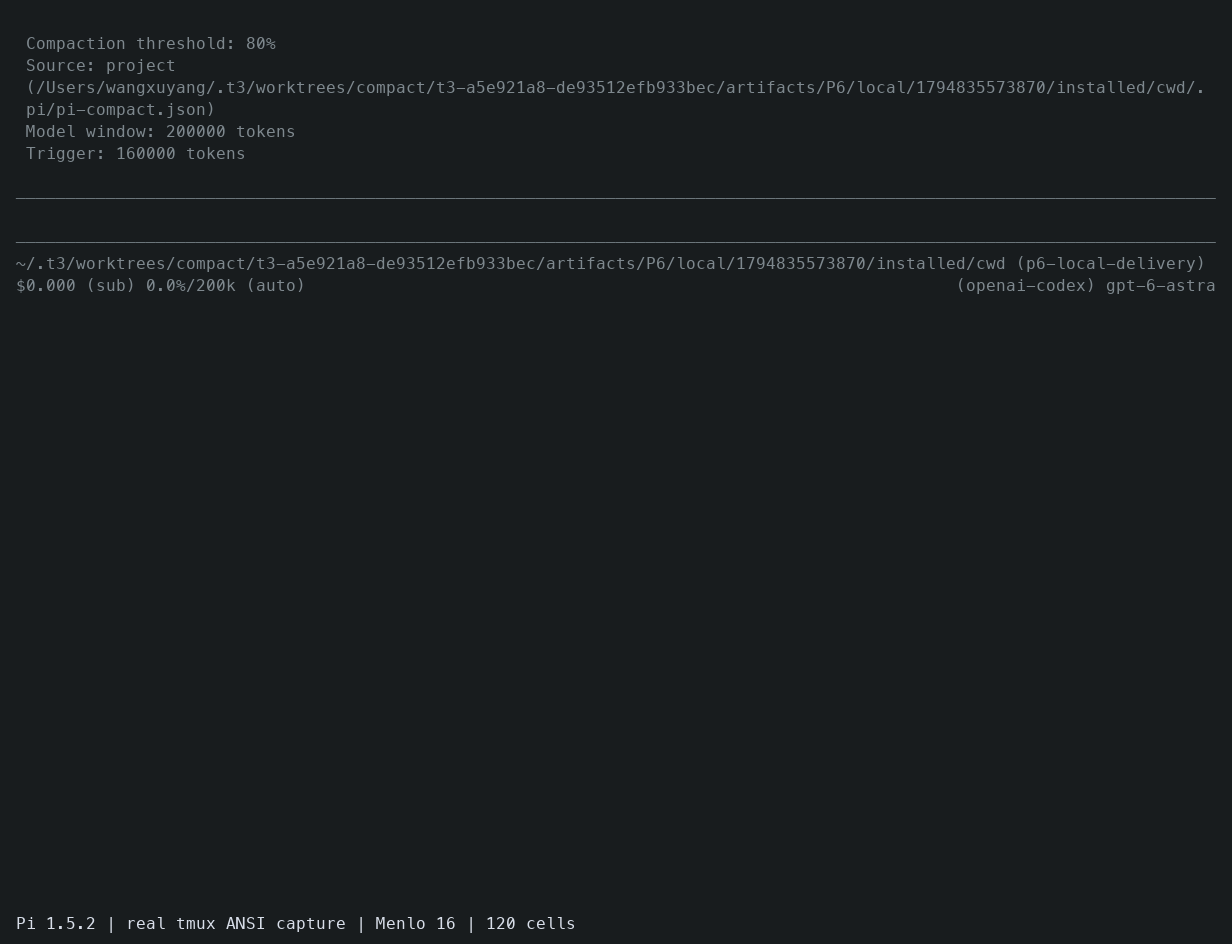 Compaction threshold: 80%
Source: project
(/Users/wangxuyang/.t3/worktrees/compact/t3-a5e921a8-de93512efb933bec/artifacts/P6/local/1794835573870/installed/cwd/.
pi/pi-compact.json)
Model window: 200000 tokens
Trigger: 160000 tokens
~/.t3/worktrees/compact/t3-a5e921a8-de93512efb933bec/artifacts/P6/local/1794835573870/installed/cwd (p6-local-delivery)
$0.000 (sub) 0.0%/200k (auto) (openai-codex) gpt-6-astra
Pi 1.5.2 | real tmux ANSI capture | Menlo 16 | 120 cells